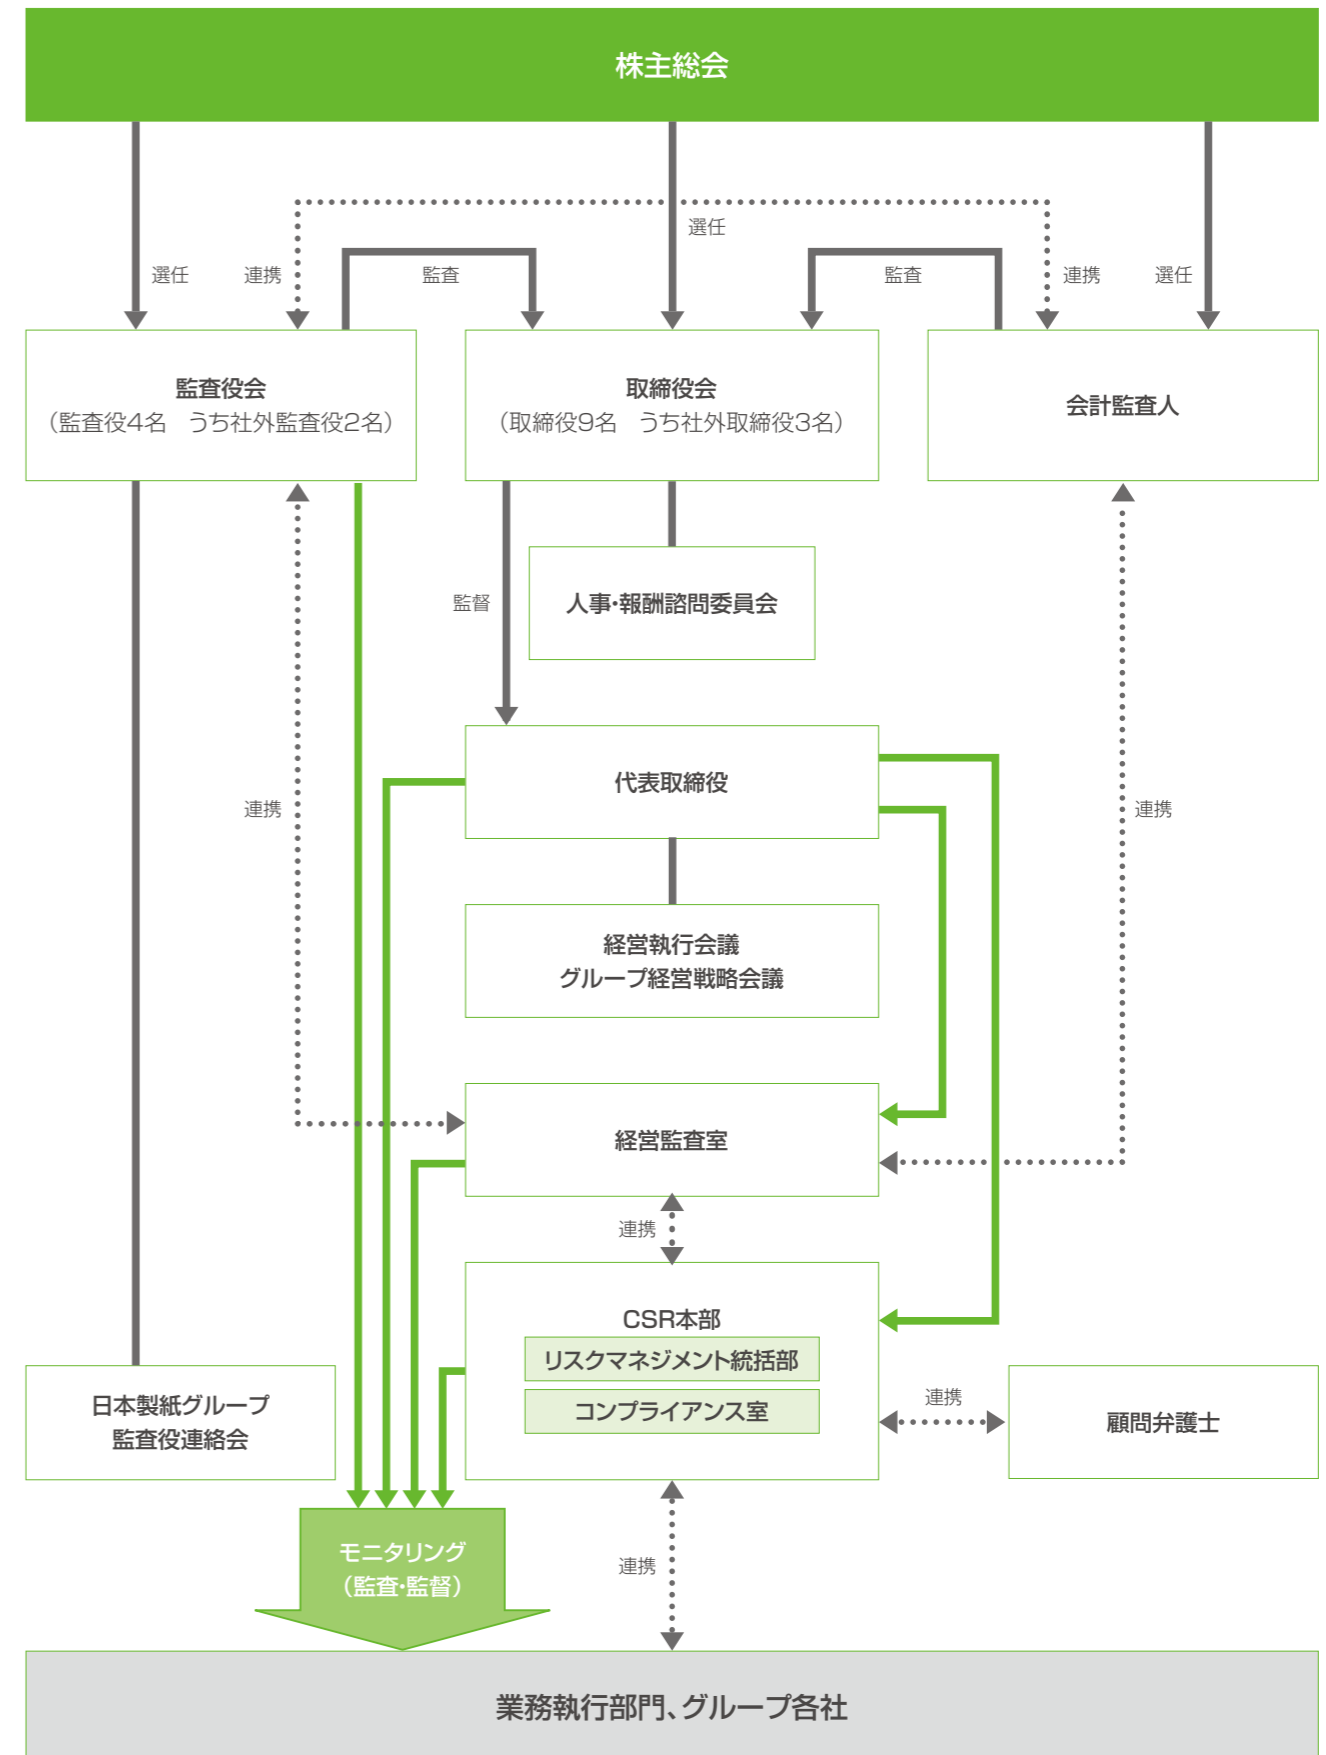 株主総会
選任
選任
選任
連携
監査
監査
連携
監査役会
（監査役4名　うち社外監査役2名）
取締役会
（取締役9名　うち社外取締役3名）
会計監査人
監督
人事・報酬諮問委員会
代表取締役
連携
連携
経営執行会議
グループ経営戦略会議
経営監査室
連携
CSR本部
リスクマネジメント統括部
コンプライアンス室
日本製紙グループ
監査役連絡会
連携
顧問弁護士
モニタリング
（監査・監督）
連携
業務執行部門、グループ各社